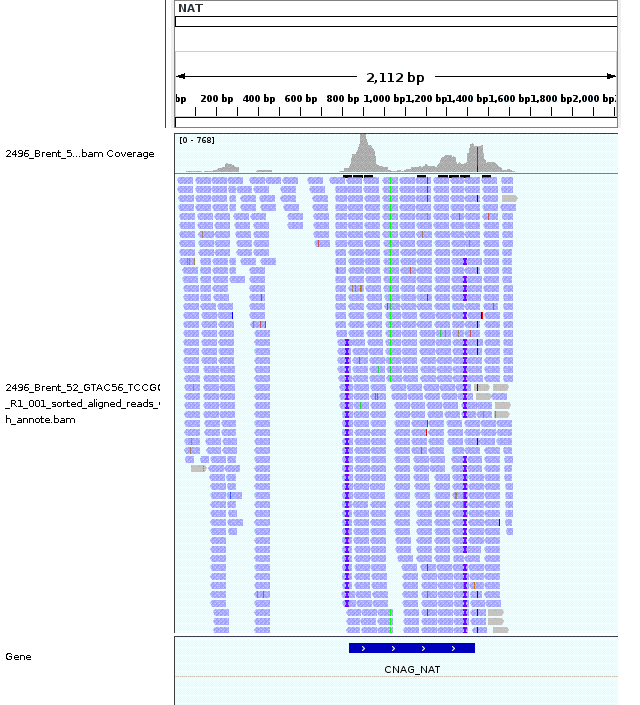 NAT
2,112 bp
bp 200 bp 400 bp 600 bp 800 bp 1,000 bp 1,200 bp 1,400 bp 1,600 bp 1,800 bp 2,000 bp
[0 - 768]
2496_Brent_5...bam Coverage
2496_Brent_52_GTAC56_TCCG
_R1_001_sorted_aligned_reads_
h_annote.bam
Gene
CNAG_NAT